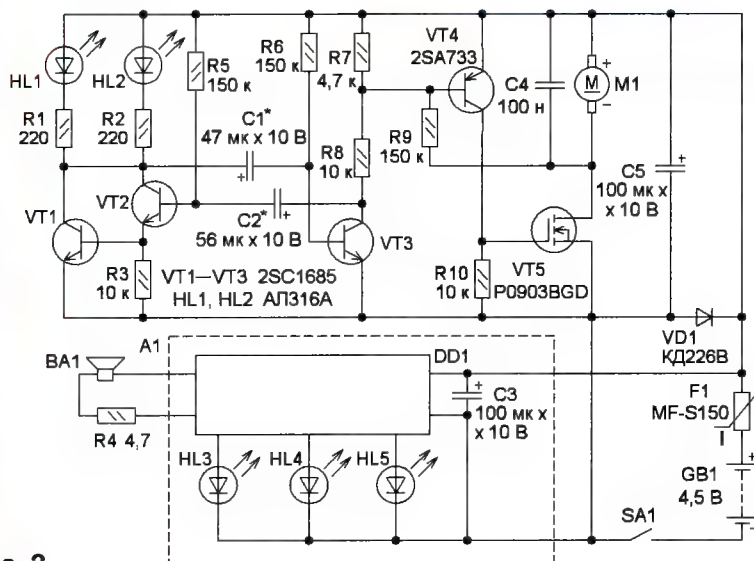 HL1
HL2
R1
220
R2
220
R5
150 к
R6
150 к
R7
4,7 к
VT4
2SA733
C4
100 н
M
+
−
M1
C1*
47 мк х 10 В
+
R8
10 к
R9
150 к
C5
100 мк х
х 10 В
+
VT1
VT2
C2*
+
56 мк х 10 В
VT3
R3
10 к
VT1—VT3 2SC1685
HL1, HL2 АЛ316А
R10
10 к
VT5
P0903BGD
VD1
КД226В
BA1
A1
DD1
R4 4,7
+
C3
100 мк х
х 10 В
F1
MF-S150
I
HL3
HL4
HL5
GB1
4,5 В
+
−
SA1